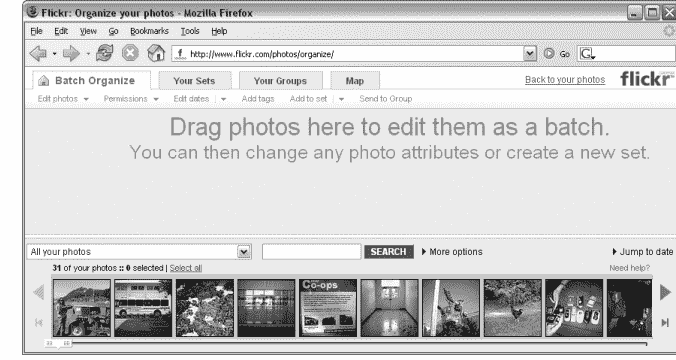 Flickr: Organize your photos - Mozilla Firefox
File Edit View Go Bookmarks Tools Help
http://www.flickr.com/photos/organize/ Go G
Batch Organize Your Sets Your Groups Map Back to your photos flickr
Edit photos Permissions Edit dates Add tags Add to set Send to Group
Drag photos here to edit them as a batch.
You can then change any photo attributes or create a new set.
All your photos SEARCH More options Jump to date
31 of your photos :: 0 selected | Select all Need help?
Co-ops